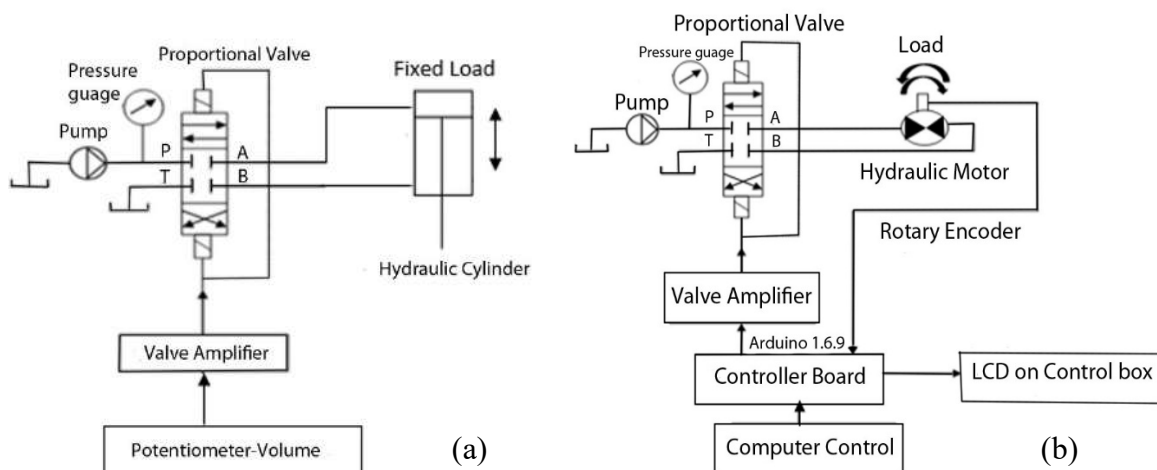 Proportional Valve
Pressure
guage
Fixed Load
Pump
P
A
T
B
Hydraulic Cylinder
Valve Amplifier
Potentiometer-Volume
(a)
Proportional Valve
Pressure guage
Load
Pump
P
A
T
B
Hydraulic Motor
Rotary Encoder
Valve Amplifier
Arduino 1.6.9
Controller Board
LCD on Control box
Computer Control
(b)